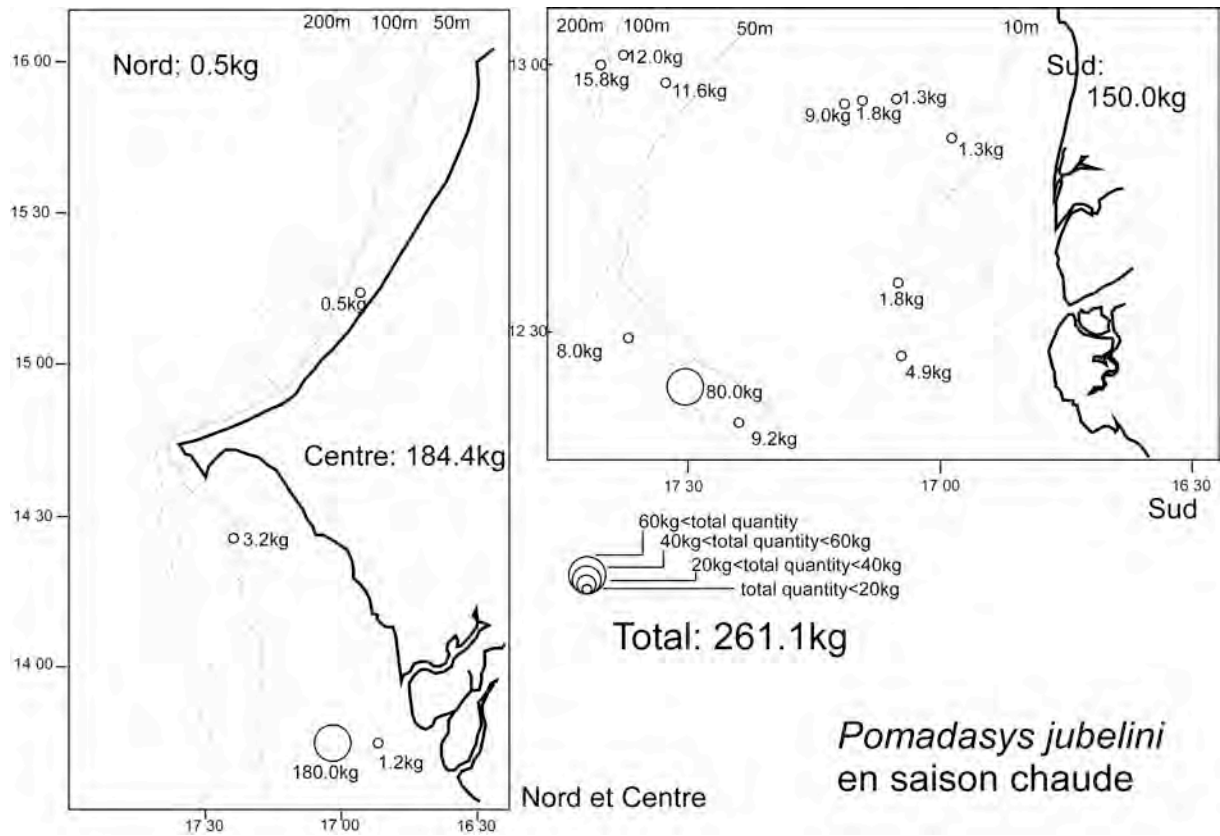 200m 100m 50m
16 00
Nord; 0.5kg
15 30
0.5kg
15 00
Centre: 184.4kg
14 30
3.2kg
14 00
180.0kg
1.2kg
17 30 17 00 16 30
Nord et Centre
200m 100m 50m 10m
13 00
12.0kg
15.8kg
11.6kg
Sud:
150.0kg
9.0kg
1.8kg
1.3kg
1.3kg
1.8kg
12 30
8.0kg
80.0kg
4.9kg
9.2kg
17 30 17 00 16 30
Sud
60kg<total quantity
40kg<total quantity<60kg
20kg<total quantity<40kg
total quantity<20kg
Total: 261.1kg
Pomadasys jubelini
en saison chaude